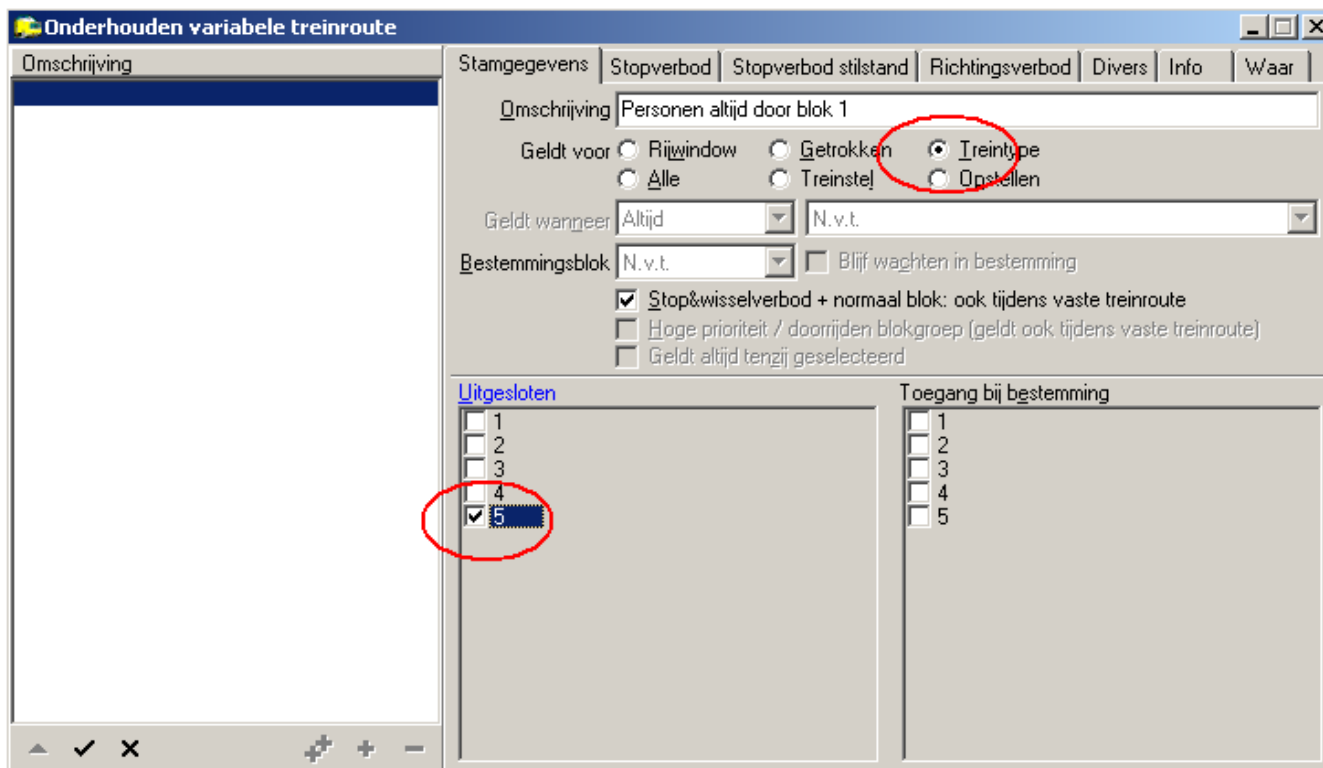 Onderhouden variabele treinroute
Omschrijving
Stamgegevens Stopverbod Stopverbod stilstand Richtingsverbod Divers Info Waar
Omschrijving Personen altijd door blok 1
Geldt voor Rijwindow Getrokken Treintype
Alle Treinstel Opstellen
Geldt wanneer Altijd N.v.t.
Bestemmingsblok N.v.t. Blijf wachten in bestemming
Stop&wisselverbod + normaal blok: ook tijdens vaste treinroute
Hoge prioriteit / doorrijden blokgroep (geldt ook tijdens vaste treinroute)
Geldt altijd tenzij geselecteerd
Uitgesloten
1
2
3
4
5
Toegang bij bestemming
1
2
3
4
5